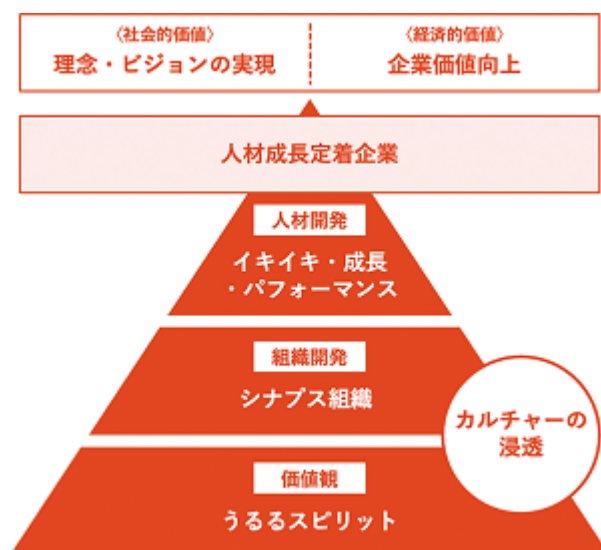 〈社会的価値〉
理念・ビジョンの実現
〈経済的価値〉
企業価値向上
人材成長定着企業
人材開発
イキイキ・成長
・パフォーマンス
組織開発
シナプス組織
カルチャーの
浸透
価値観
うるるスピリット